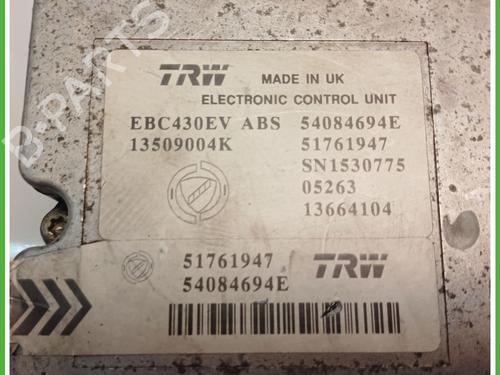 TRW MADE IN UK
ELECTRONIC CONTROL UNIT
EBC430EV ABS 54084694E
13509004K 51761947
SN1530775
05263
13664104
51761947 TRW
54084694E
B-PARTS